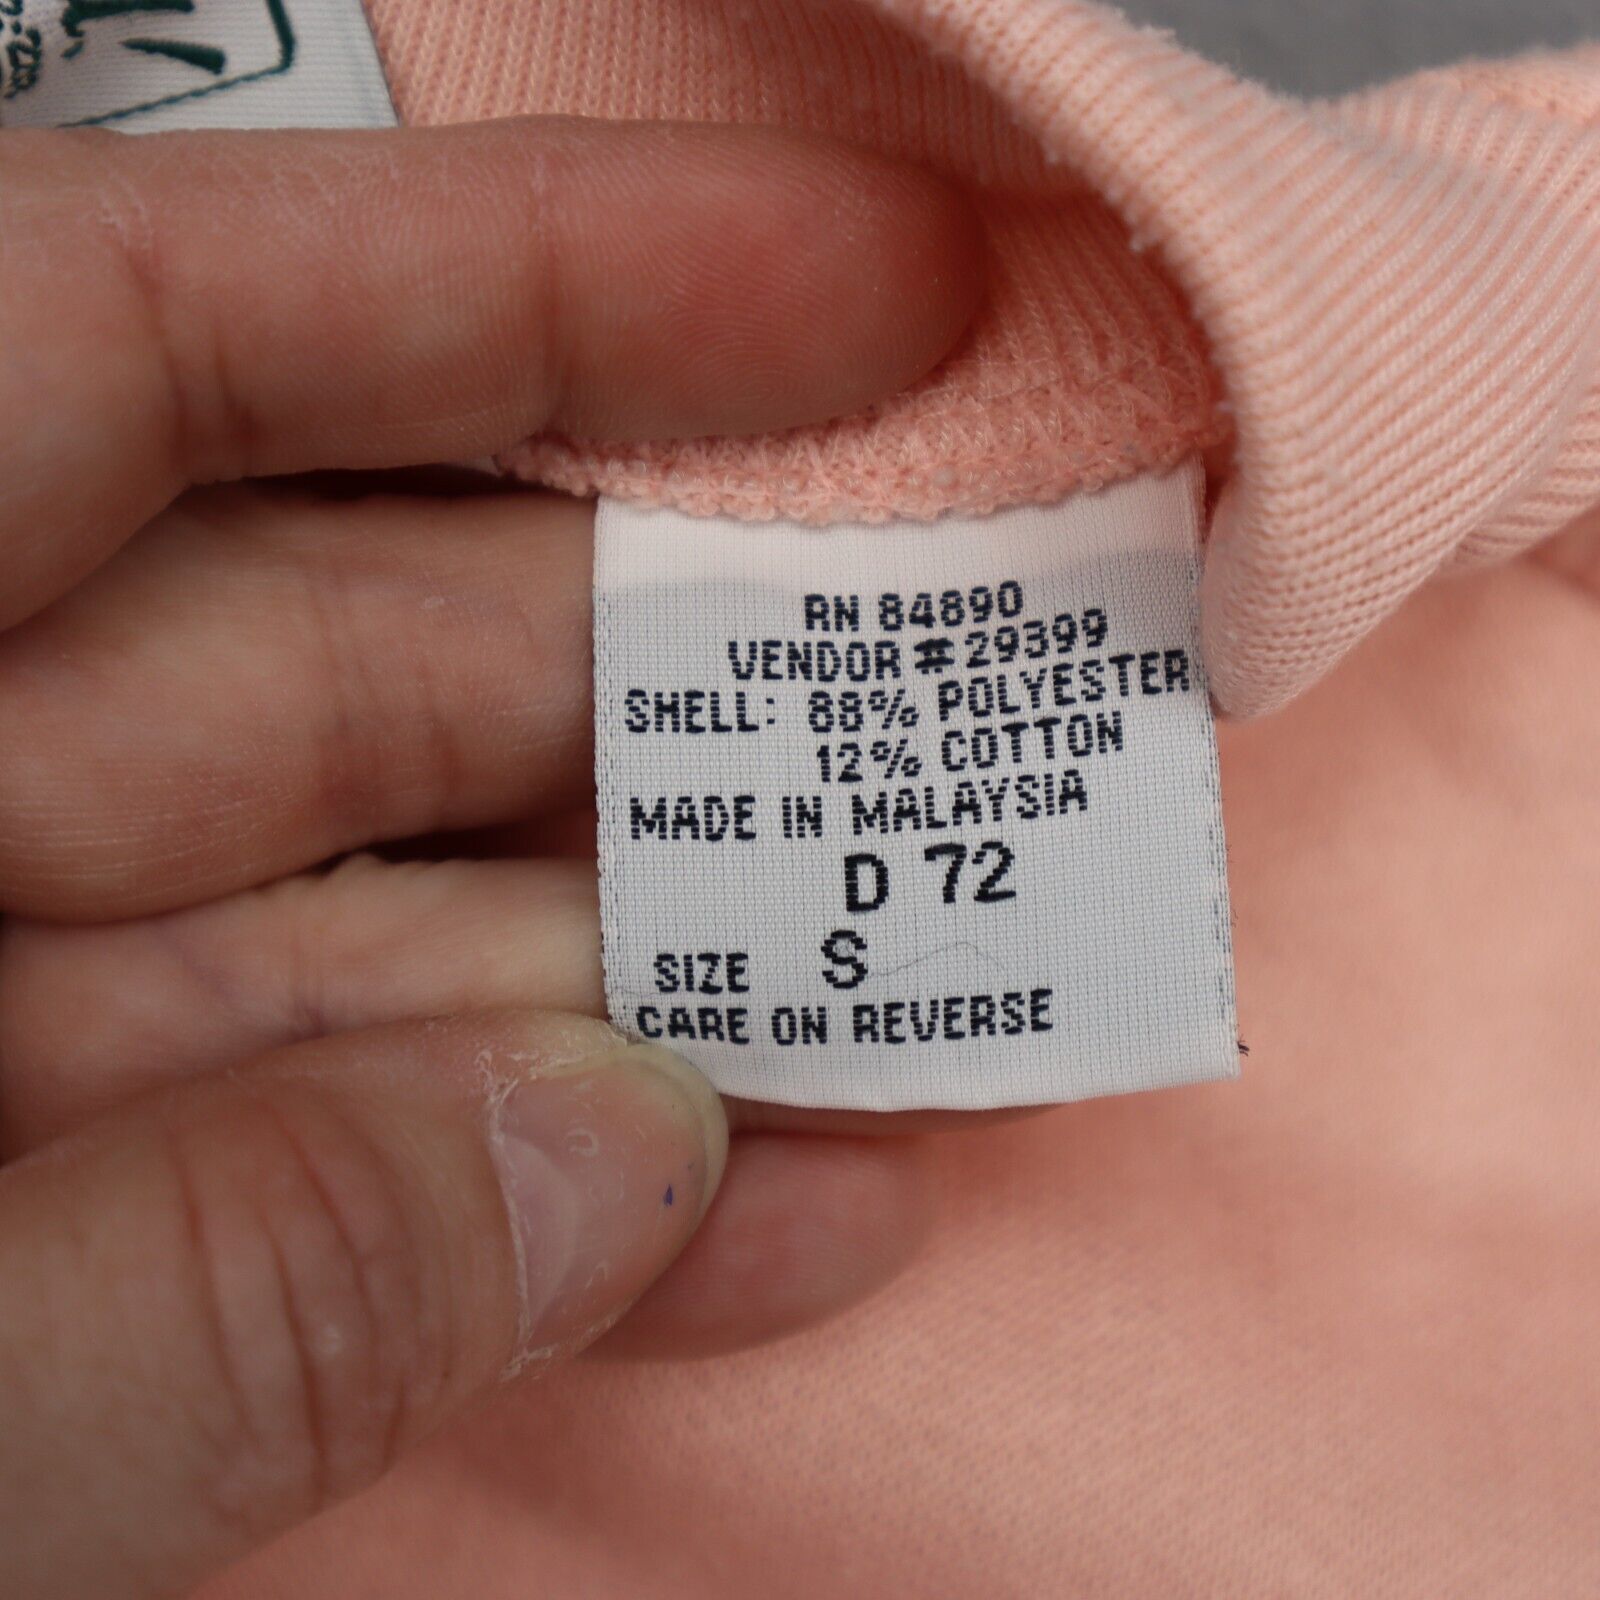 RN 84890
VENDOR #29399
SHELL: 88% POLYESTER
12% COTTON
MADE IN MALAYSIA
D 72
SIZE S
CARE ON REVERSE